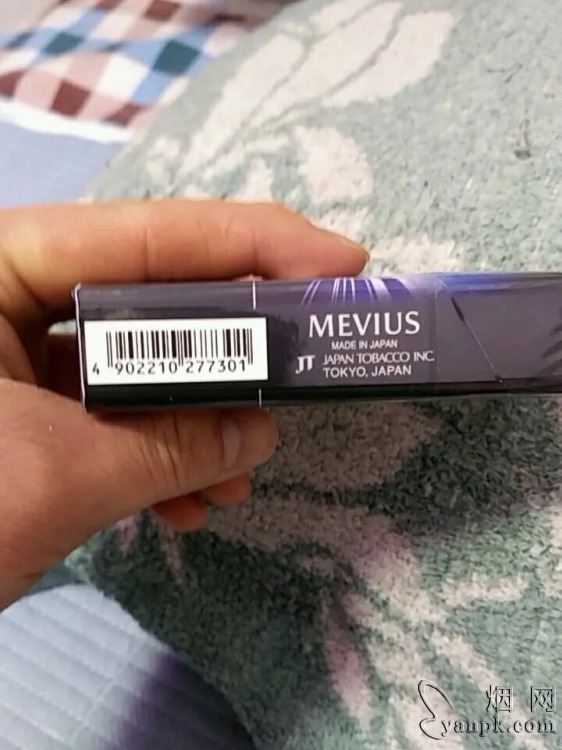 MEVIUS
MADE IN JAPAN
JT JAPAN TOBACCO INC.
TOKYO, JAPAN
4 902210 277301
烟网
yanpk.com